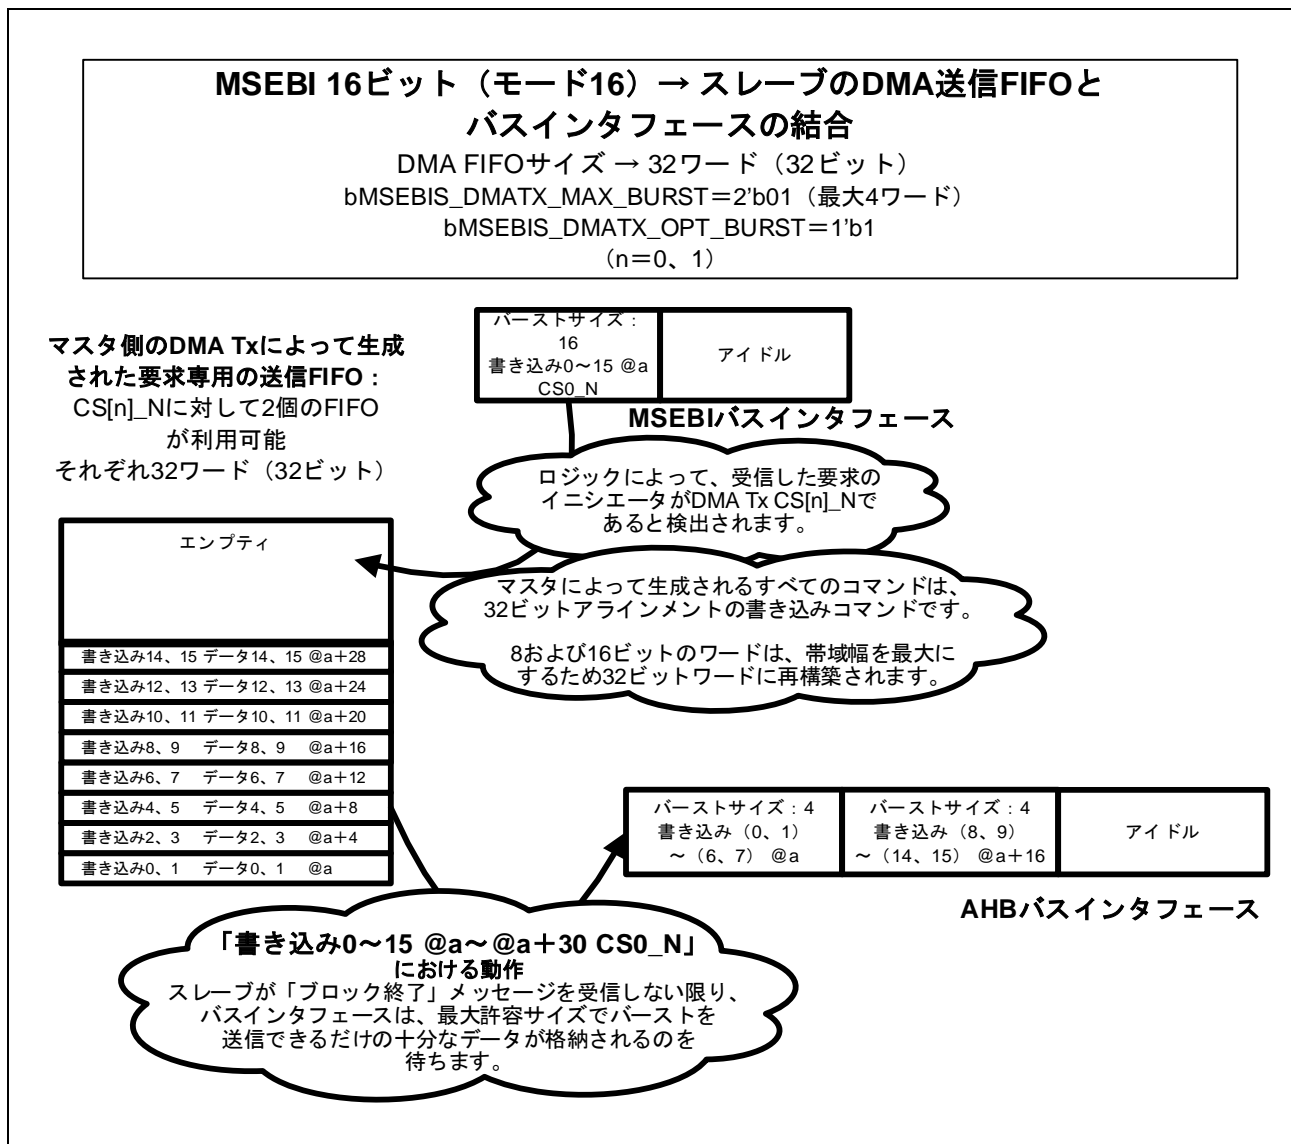 MSEBI 16ビット（モード16）→ スレーブのDMA送信FIFOと
バスインタフェースの結合
DMA FIFOサイズ → 32ワード（32ビット）
bMSEBIS_DMATX_MAX_BURST＝2’b01（最大4ワード）
bMSEBIS_DMATX_OPT_BURST＝1’b1
（n＝0、1）
バーストサイズ：
16
書き込み0～15 @a
CS0_N
アイドル
MSEBIバスインタフェース
マスタ側のDMA Txによって生成
された要求専用の送信FIFO：
CS[n]_Nに対して2個のFIFO
が利用可能
それぞれ32ワード（32ビット）
ロジックによって、受信した要求の
イニシエータがDMA Tx CS[n]_Nで
あると検出されます。
マスタによって生成されるすべてのコマンドは、
32ビットアラインメントの書き込みコマンドです。
8および16ビットのワードは、帯域幅を最大に
するため32ビットワードに再構築されます。
エンプティ
書き込み14、15 データ14、15 @a＋28
書き込み12、13 データ12、13 @a＋24
書き込み10、11 データ10、11 @a＋20
書き込み8、9 データ8、9 @a＋16
書き込み6、7 データ6、7 @a＋12
書き込み4、5 データ4、5 @a＋8
書き込み2、3 データ2、3 @a＋4
書き込み0、1 データ0、1 @a
バーストサイズ：4
書き込み（0、1）
～（6、7） @a
バーストサイズ：4
書き込み（8、9）
～（14、15） @a＋16
アイドル
AHBバスインタフェース
「書き込み0～15 @a～@a＋30 CS0_N」
における動作
スレーブが「ブロック終了」メッセージを受信しない限り、
バスインタフェースは、最大許容サイズでバーストを
送信できるだけの十分なデータが格納されるのを
待ちます。